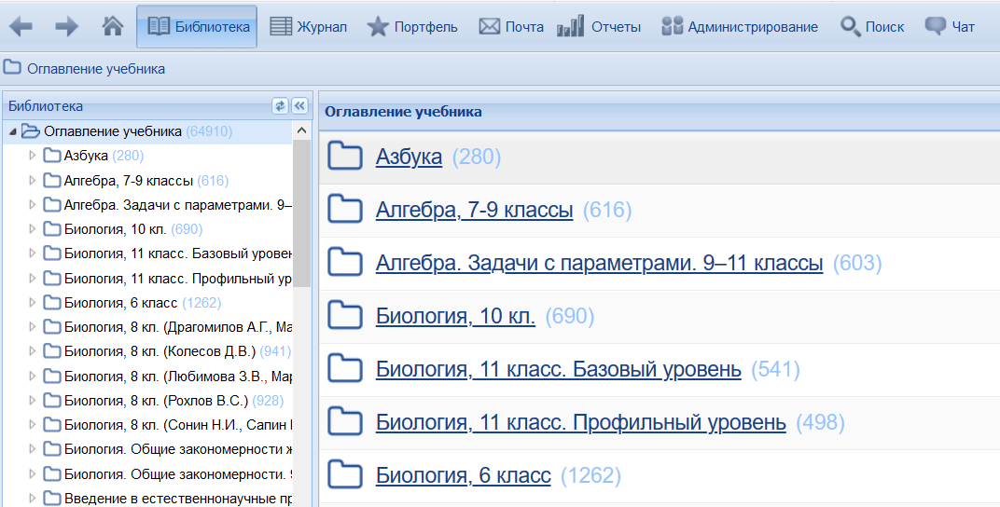 Библиотека Журнал Портфель Почта Отчеты Администрирование Поиск Чат
Оглавление учебника
Библиотека
Оглавление учебника (64910)
Азбука (280)
Алгебра, 7-9 классы (616)
Алгебра. Задачи с параметрами. 9–
Биология, 10 кл. (690)
Биология, 11 класс. Базовый уровен
Биология, 11 класс. Профильный ур
Биология, 6 класс (1262)
Биология, 8 кл. (Драгомилов А.Г., Ма
Биология, 8 кл. (Колесов Д.В.) (941)
Биология, 8 кл. (Любимова З.В., Мар
Биология, 8 кл. (Рохлов В.С.) (928)
Биология, 8 кл. (Сонин Н.И., Сапин
Биология. Общие закономерности ж
Биология. Общие закономерности. 9
Введение в естественнонаучные пр
Оглавление учебника
Азбука (280)
Алгебра, 7-9 классы (616)
Алгебра. Задачи с параметрами. 9–11 классы (603)
Биология, 10 кл. (690)
Биология, 11 класс. Базовый уровень (541)
Биология, 11 класс. Профильный уровень (498)
Биология, 6 класс (1262)